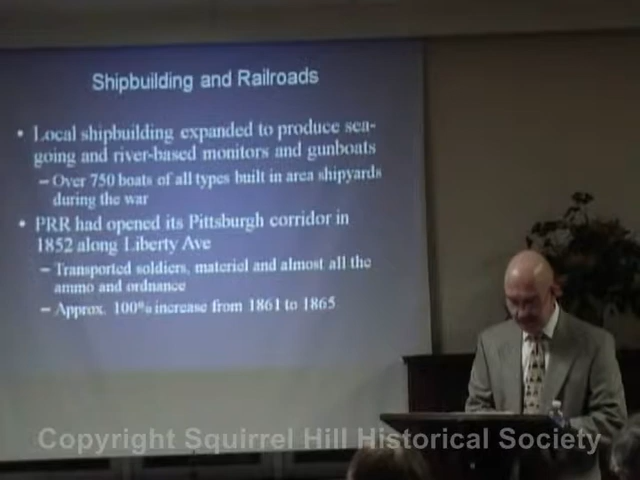 Shipbuilding and Railroads
• Local shipbuilding expanded to produce sea-
going and river-based monitors and gunboats
– Over 750 boats of all types built in area shipyards
during the war
• PRR had opened its Pittsburgh corridor in
1852 along Liberty Ave
– Transported soldiers, materiel and almost all the
ammo and ordnance
– Approx. 100% increase from 1861 to 1865
Copyright Squirrel Hill Historical Society